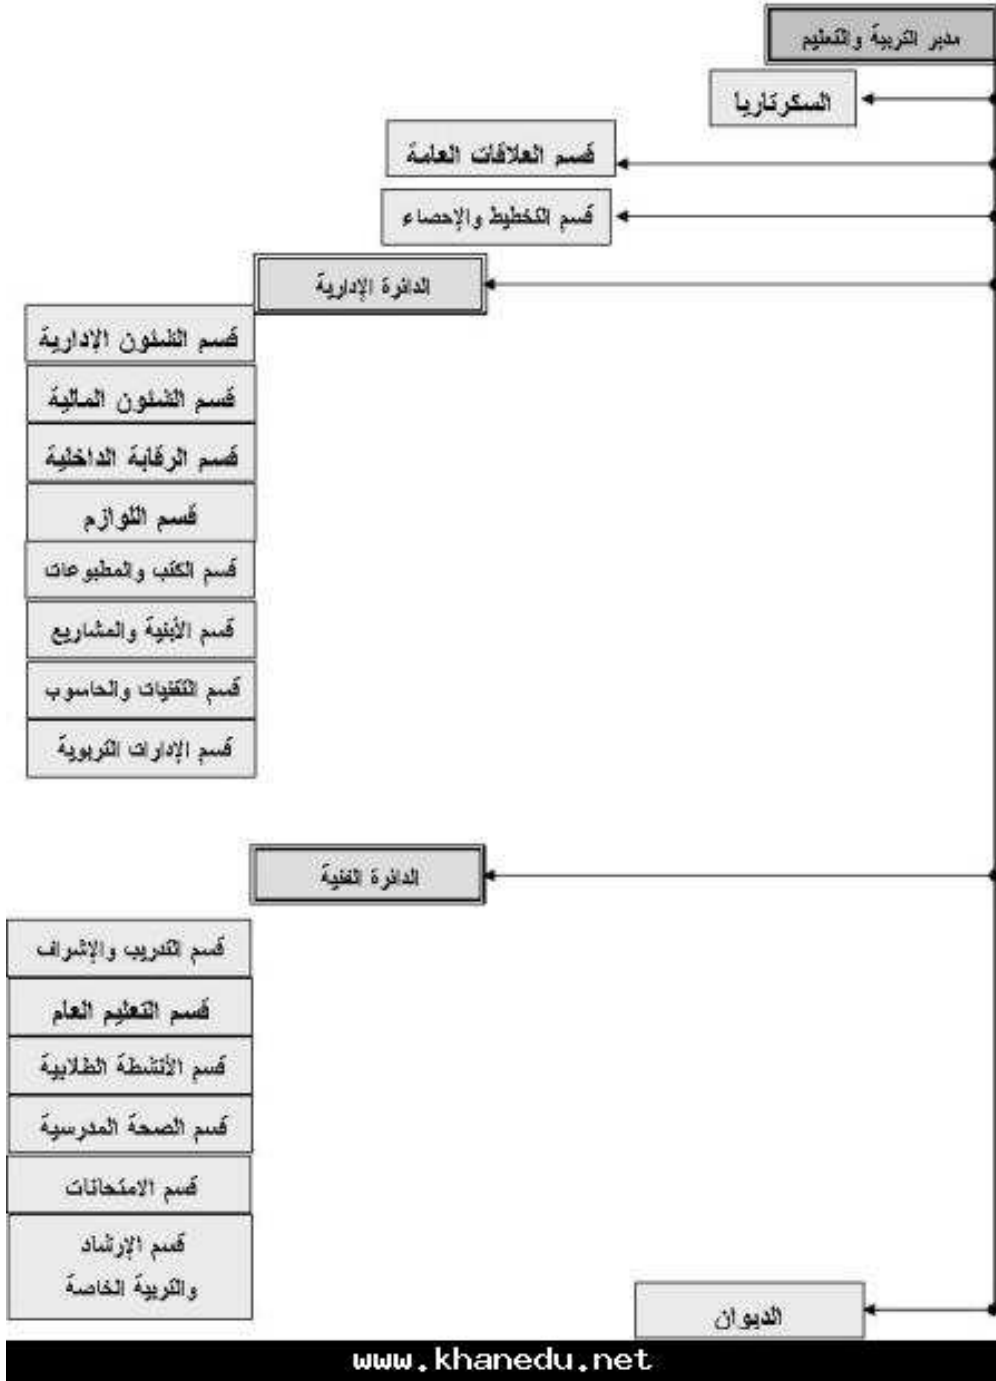 مدير التربية والتعليم
السكرتاريا
قسم العلاقات العامة
قسم التخطيط والإحصاء
الدائرة الإدارية
قسم الشئون الإدارية
قسم الشئون المالية
قسم الرقابة الداخلية
قسم اللوازم
قسم الكتب والمطبوعات
قسم الأبنية والمشاريع
قسم التقنيات والحاسوب
قسم الإدارات التربوية
الدائرة الفنية
قسم التدريب والإشراف
قسم التعليم العام
قسم الأنشطة الطلابية
قسم الصحة المدرسية
قسم الامتحانات
قسم الإرشاد
والتربية الخاصة
الديوان
www.khanedu.net